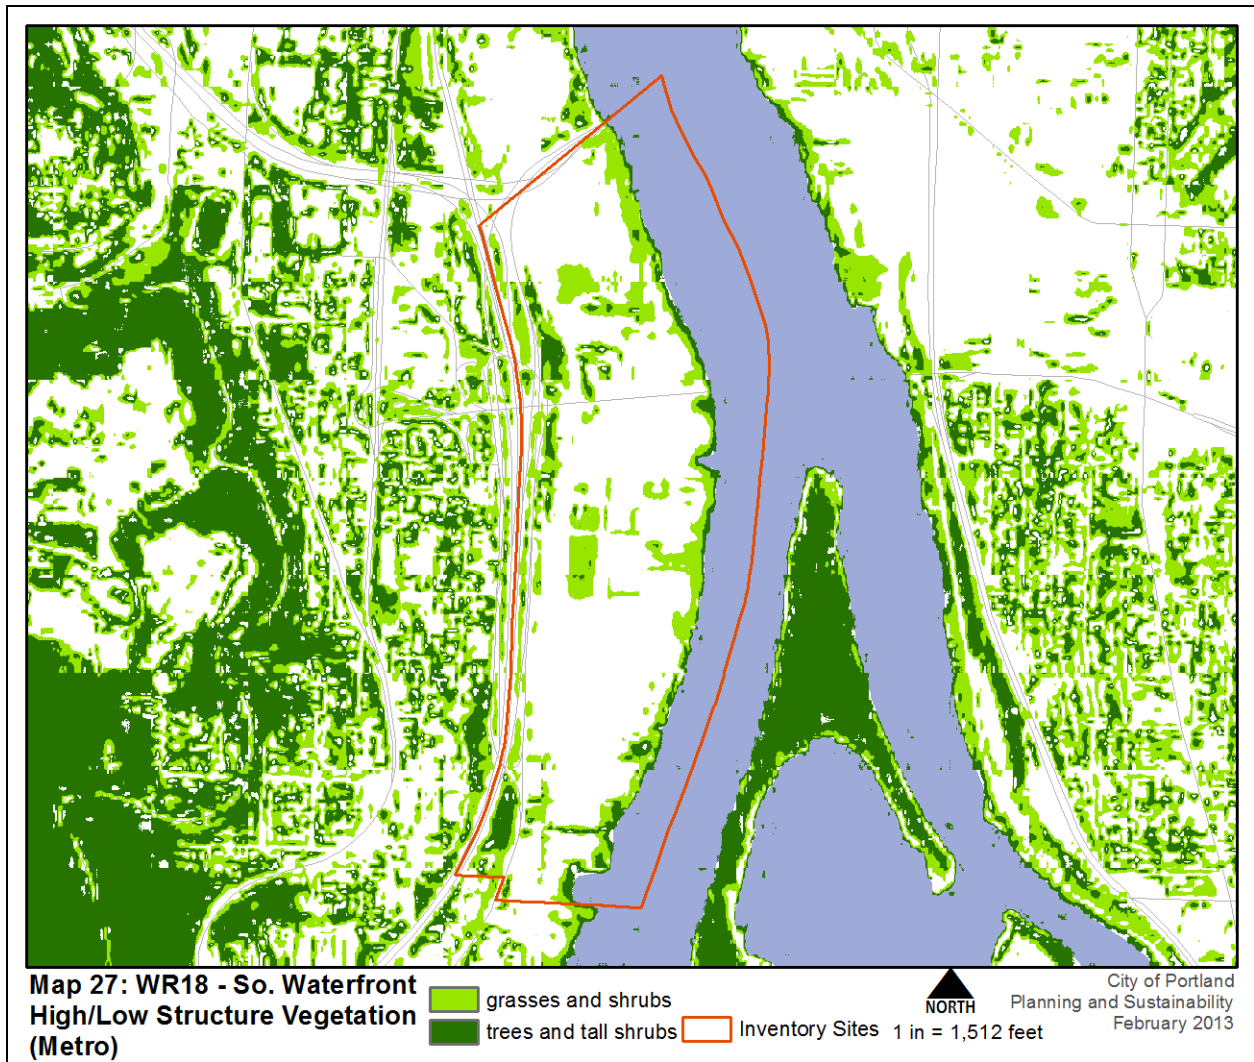 Map 27: WR18 - So. Waterfront
High/Low Structure Vegetation
(Metro)
grasses and shrubs
trees and tall shrubs
Inventory Sites
NORTH
1 in = 1,512 feet
City of Portland
Planning and Sustainability
February 2013